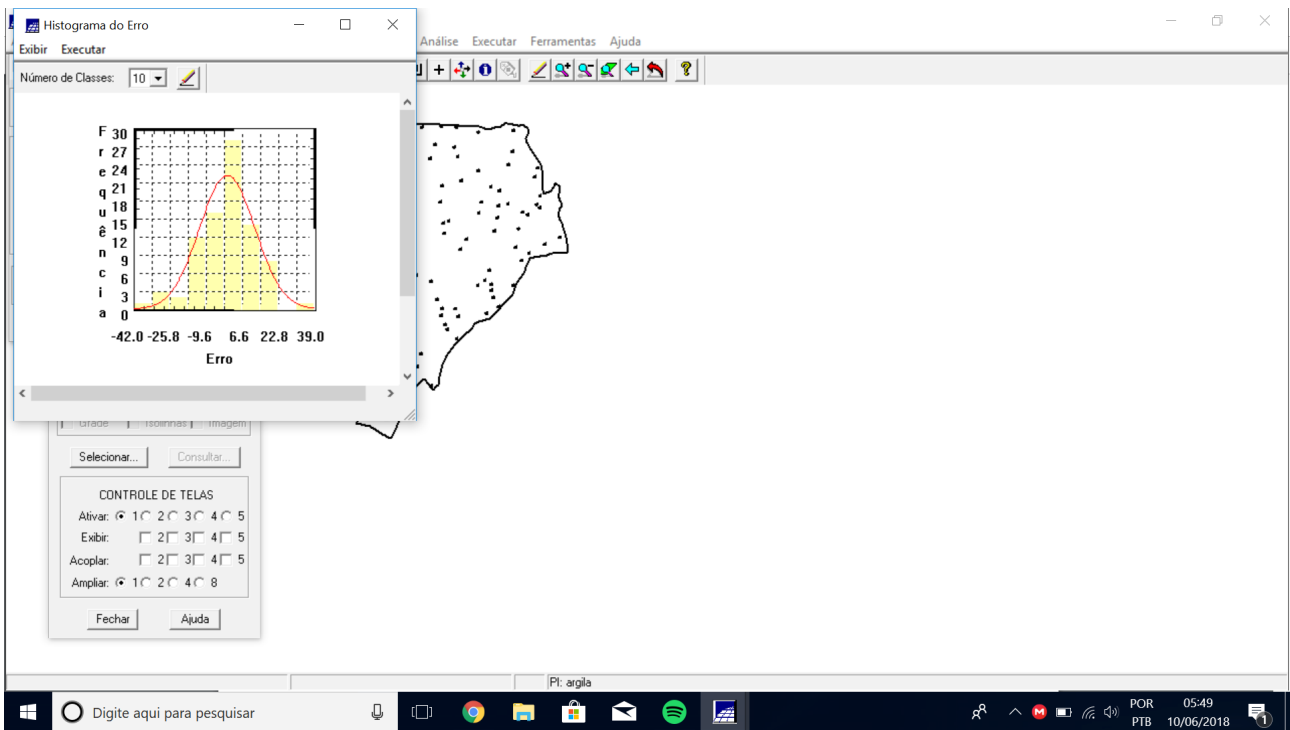 Histograma do Erro
Análise Executar Ferramentas Ajuda
Exibir Executar
Número de Classes: 10
Frequência
30
27
24
21
18
15
12
9
6
3
0
-42.0 -25.8 -9.6 6.6 22.8 39.0
Erro
Grade Isolinhas Imagem
Selecionar... Consultar...
CONTROLE DE TELAS
Ativar: 1 2 3 4 5
Exibir: 2 3 4 5
Acoplar: 2 3 4 5
Ampliar: 1 2 4 8
Fechar Ajuda
PI: argila
Digite aqui para pesquisar
POR 05:49
PTB 10/06/2018
1